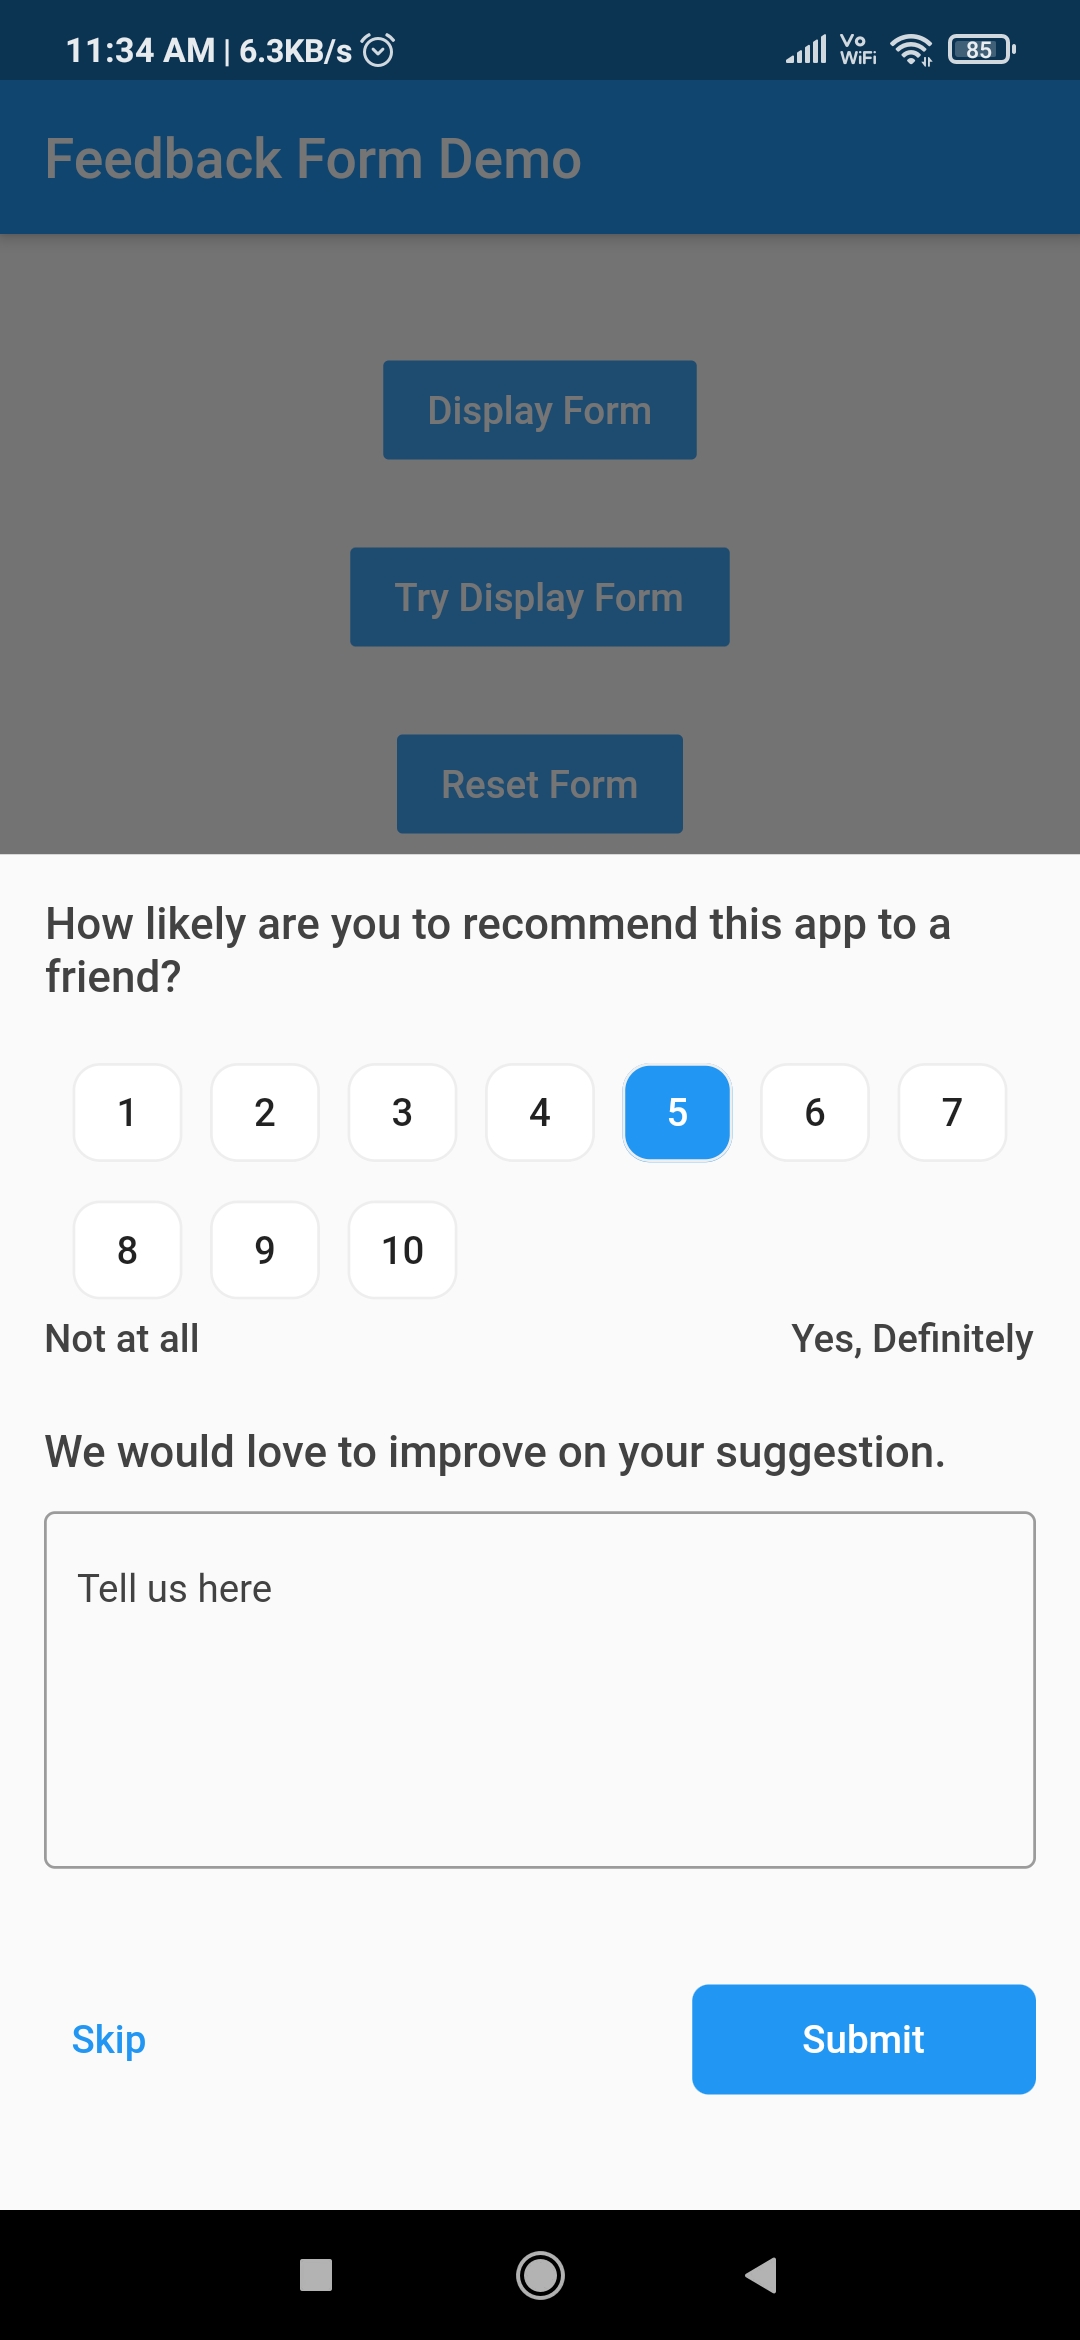 11:34 AM | 6.3KB/s Vo WiFi 85
Feedback Form Demo
Display Form
Try Display Form
Reset Form
How likely are you to recommend this app to a
friend?
1 2 3 4 5 6 7
8 9 10
Not at all Yes, Definitely
We would love to improve on your suggestion.
Tell us here
Skip Submit